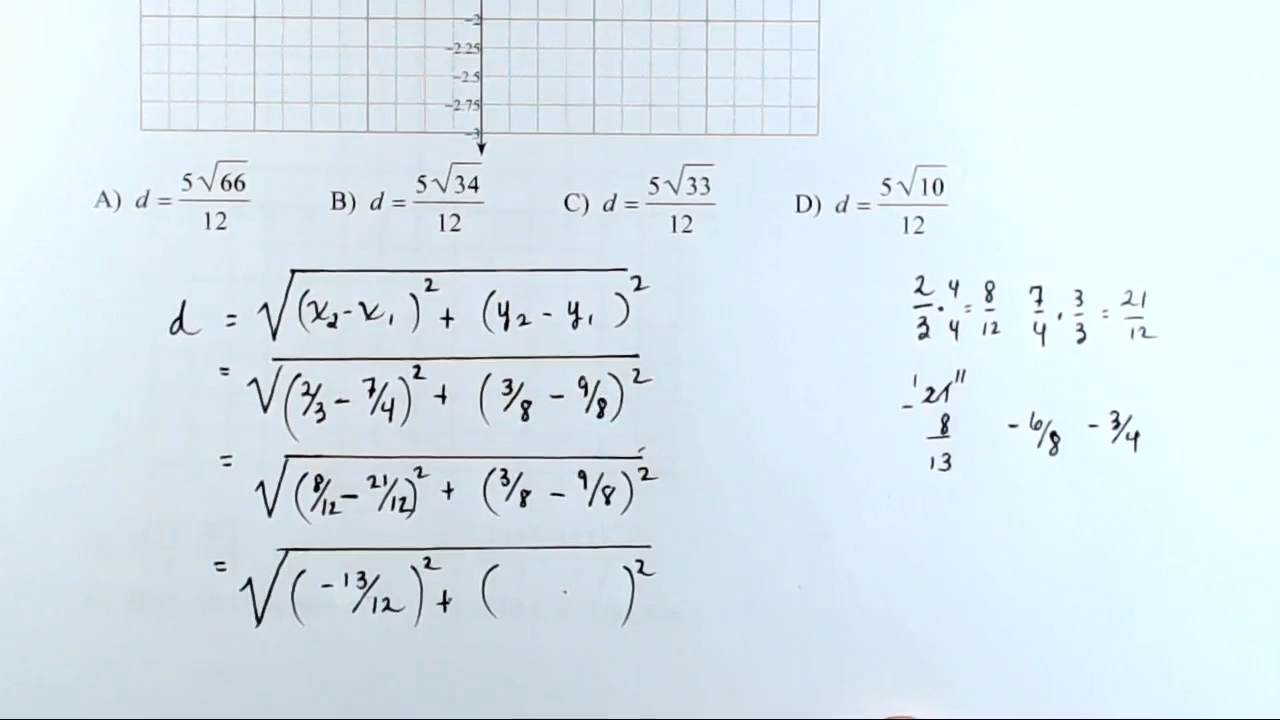 -2
-2.25
-2.5
-2.75
-3
A) d = 5√66/12 B) d = 5√34/12 C) d = 5√33/12 D) d = 5√10/12
d = √(x₂ - x₁)² + (y₂ - y₁)²
= √(2/3 - 7/4)² + (3/8 - 9/8)²
= √(8/12 - 21/12)² + (3/8 - 9/8)²
= √(-13/12)² + ( )²
2/3 · 4/4 = 8/12 7/4 · 3/3 = 21/12
1 11
- 21
8
13
- 6/8 - 3/4